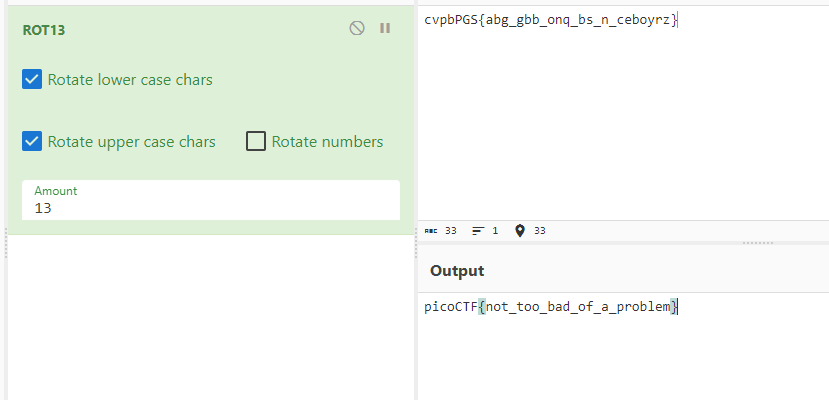 ROT13
Rotate lower case chars
Rotate upper case chars
Rotate numbers
Amount
13
cvpbPGS{abg_gbb_onq_bs_n_ceboyrz}
ABC 33 1 33
Output
picoCTF{not_too_bad_of_a_problem}